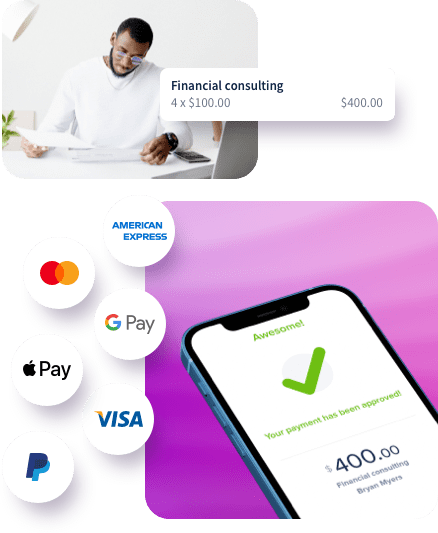 Financial consulting
4 x $100.00 $400.00
AMERICAN
EXPRESS
G Pay
Pay
VISA
Awesome!
Your payment has been approved!
$400.00
Financial consulting
Bryan Myers